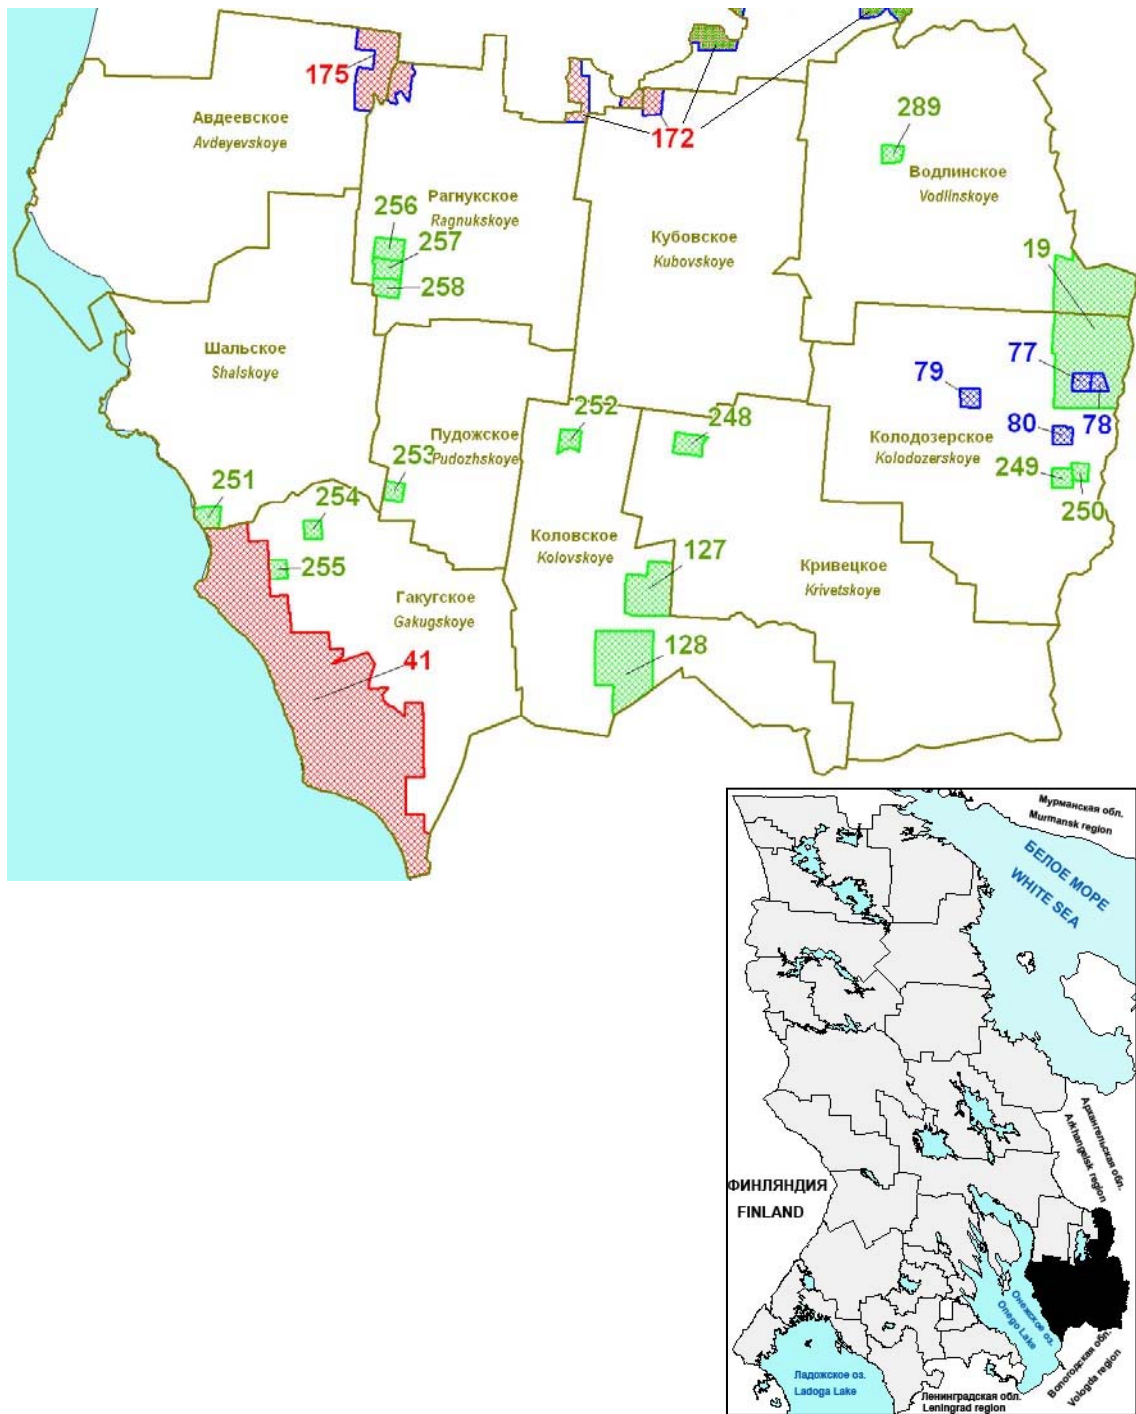 175
172
289
Авдеевское
Avdeyevskoye
Рагнукское
Ragnukskoye
256
257
258
Кубовское
Kubovskoye
Водлинское
Vodlinskoye
19
Шальское
Shalskoye
77
79
78
80
Колодозерское
Kolodozerskoye
249
250
252
248
Пудожское
Pudozhskoye
253
251
254
255
Коловское
Kolovskoye
127
Кривецкое
Krivetskoye
Гакугское
Gakugskoye
128
41
Мурманская обл.
Murmansk region
БЕЛОЕ МОРЕ
WHITE SEA
Архангельская обл.
Arkhangelsk region
ФИНЛЯНДИЯ
FINLAND
Онежское оз.
Onego Lake
Вологодская обл.
Vologda region
Ладожское оз.
Ladoga Lake
Ленинградская обл.
Leningrad region